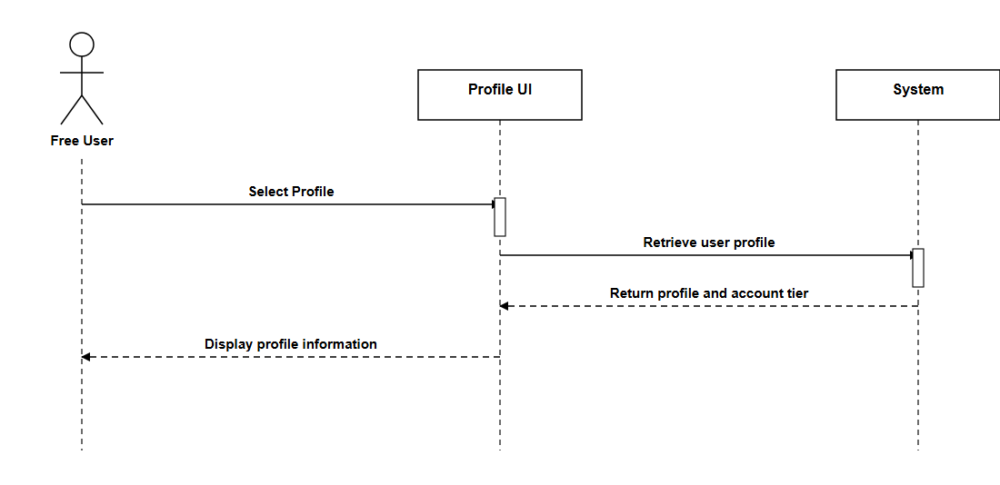 Profile UI
System
Free User
Select Profile
Retrieve user profile
Return profile and account tier
Display profile information